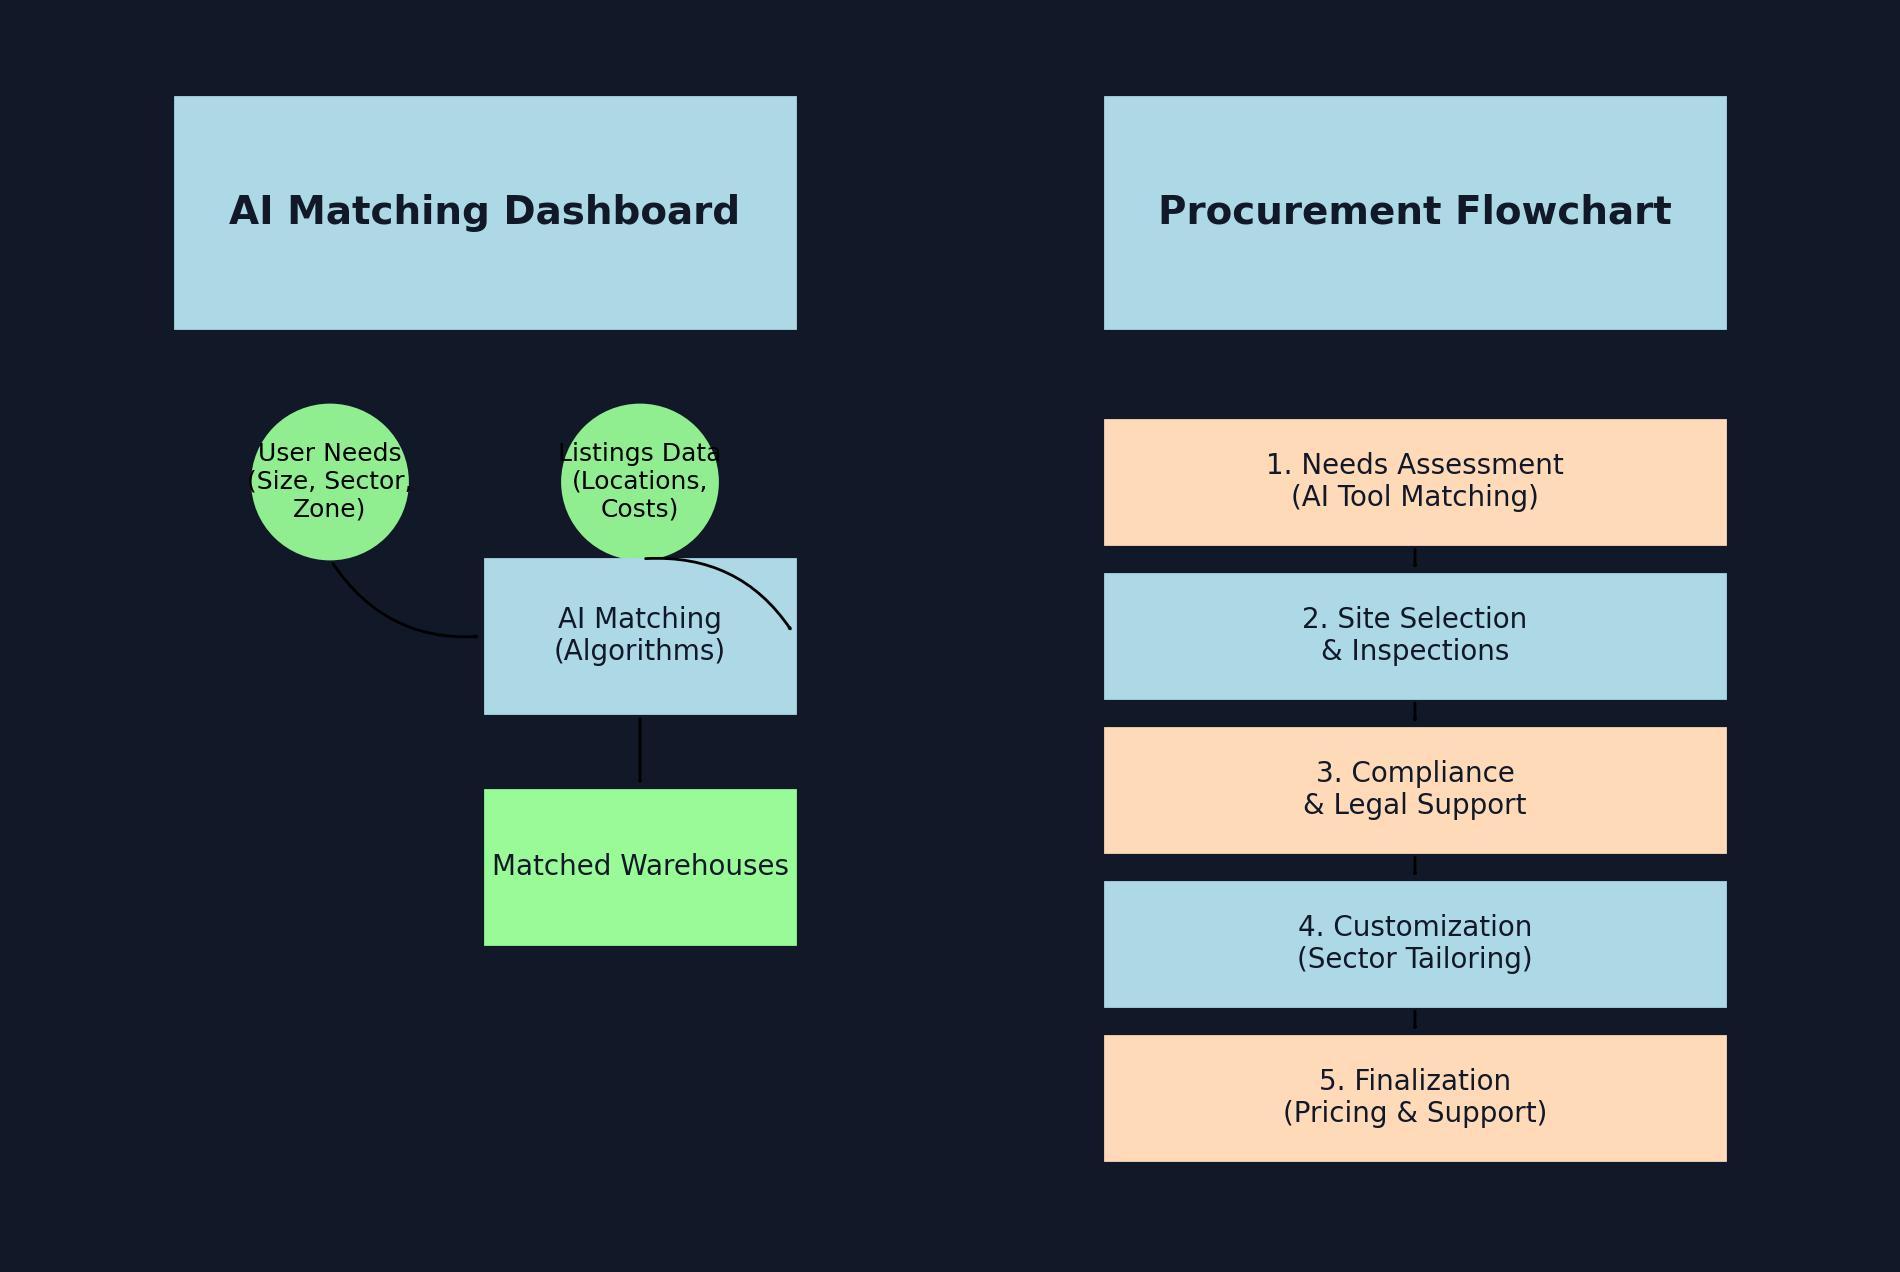 AI Matching Dashboard
User Needs
(Size, Sector,
Zone)
Listings Data
(Locations,
Costs)
AI Matching
(Algorithms)
Matched Warehouses
Procurement Flowchart
1. Needs Assessment
(AI Tool Matching)
2. Site Selection
& Inspections
3. Compliance
& Legal Support
4. Customization
(Sector Tailoring)
5. Finalization
(Pricing & Support)